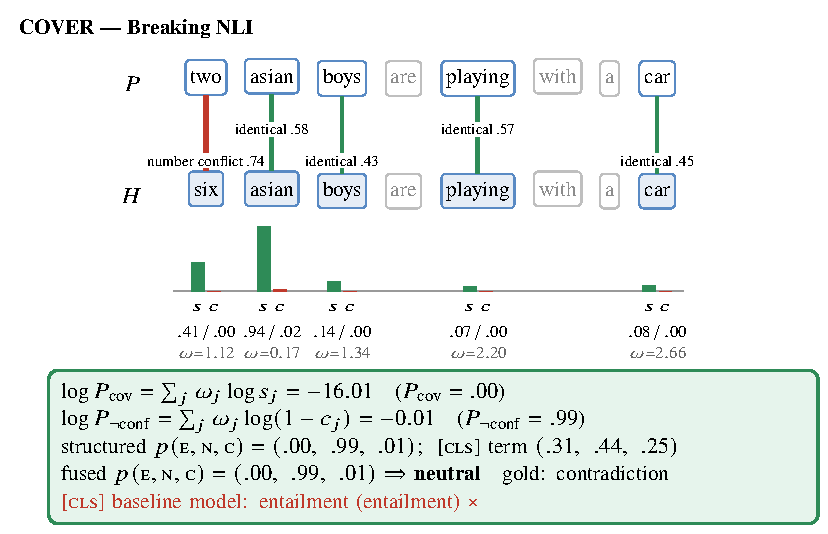 COVER — Breaking NLI
P two asian boys are playing with a car
identical .58 identical .57
number conflict .74 identical .43 identical .45
H six asian boys are playing with a car
s c s c s c s c s c
.41 / .00 .94 / .02 .14 / .00 .07 / .00 .08 / .00
ω=1.12 ω=0.17 ω=1.34 ω=2.20 ω=2.66
log P_cov = ∑_j ω_j log s_j = −16.01 (P_cov = .00)
log P_¬conf = ∑_j ω_j log(1 − c_j) = −0.01 (P_¬conf = .99)
structured p(E, N, C) = (.00, .99, .01); [CLS] term (.31, .44, .25)
fused p(E, N, C) = (.00, .99, .01) ⟹ neutral gold: contradiction
[CLS] baseline model: entailment (entailment) ×